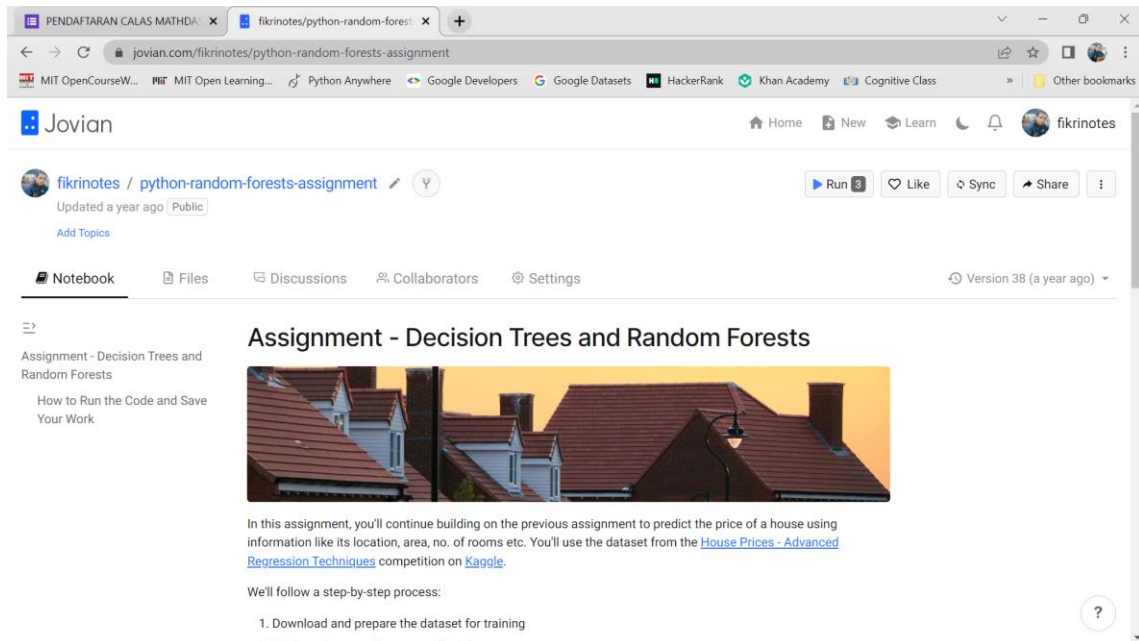 PENDAFTARAN CALAS MATHDA
fikrinotes/python-random-forest
jovian.com/fikrinotes/python-random-forests-assignment
MIT OpenCourseW... MIT Open Learning... Python Anywhere Google Developers Google Datasets HackerRank Khan Academy Cognitive Class » Other bookmarks
Jovian
Home New Learn fikrinotes
fikrinotes / python-random-forests-assignment
Run 3 Like Sync Share
Updated a year ago Public
Add Topics
Notebook Files Discussions Collaborators Settings Version 38 (a year ago)
Assignment - Decision Trees and
Random Forests
How to Run the Code and Save
Your Work
Assignment - Decision Trees and Random Forests
In this assignment, you'll continue building on the previous assignment to predict the price of a house using
information like its location, area, no. of rooms etc. You'll use the dataset from the House Prices - Advanced
Regression Techniques competition on Kaggle.
We'll follow a step-by-step process:
1. Download and prepare the dataset for training
?